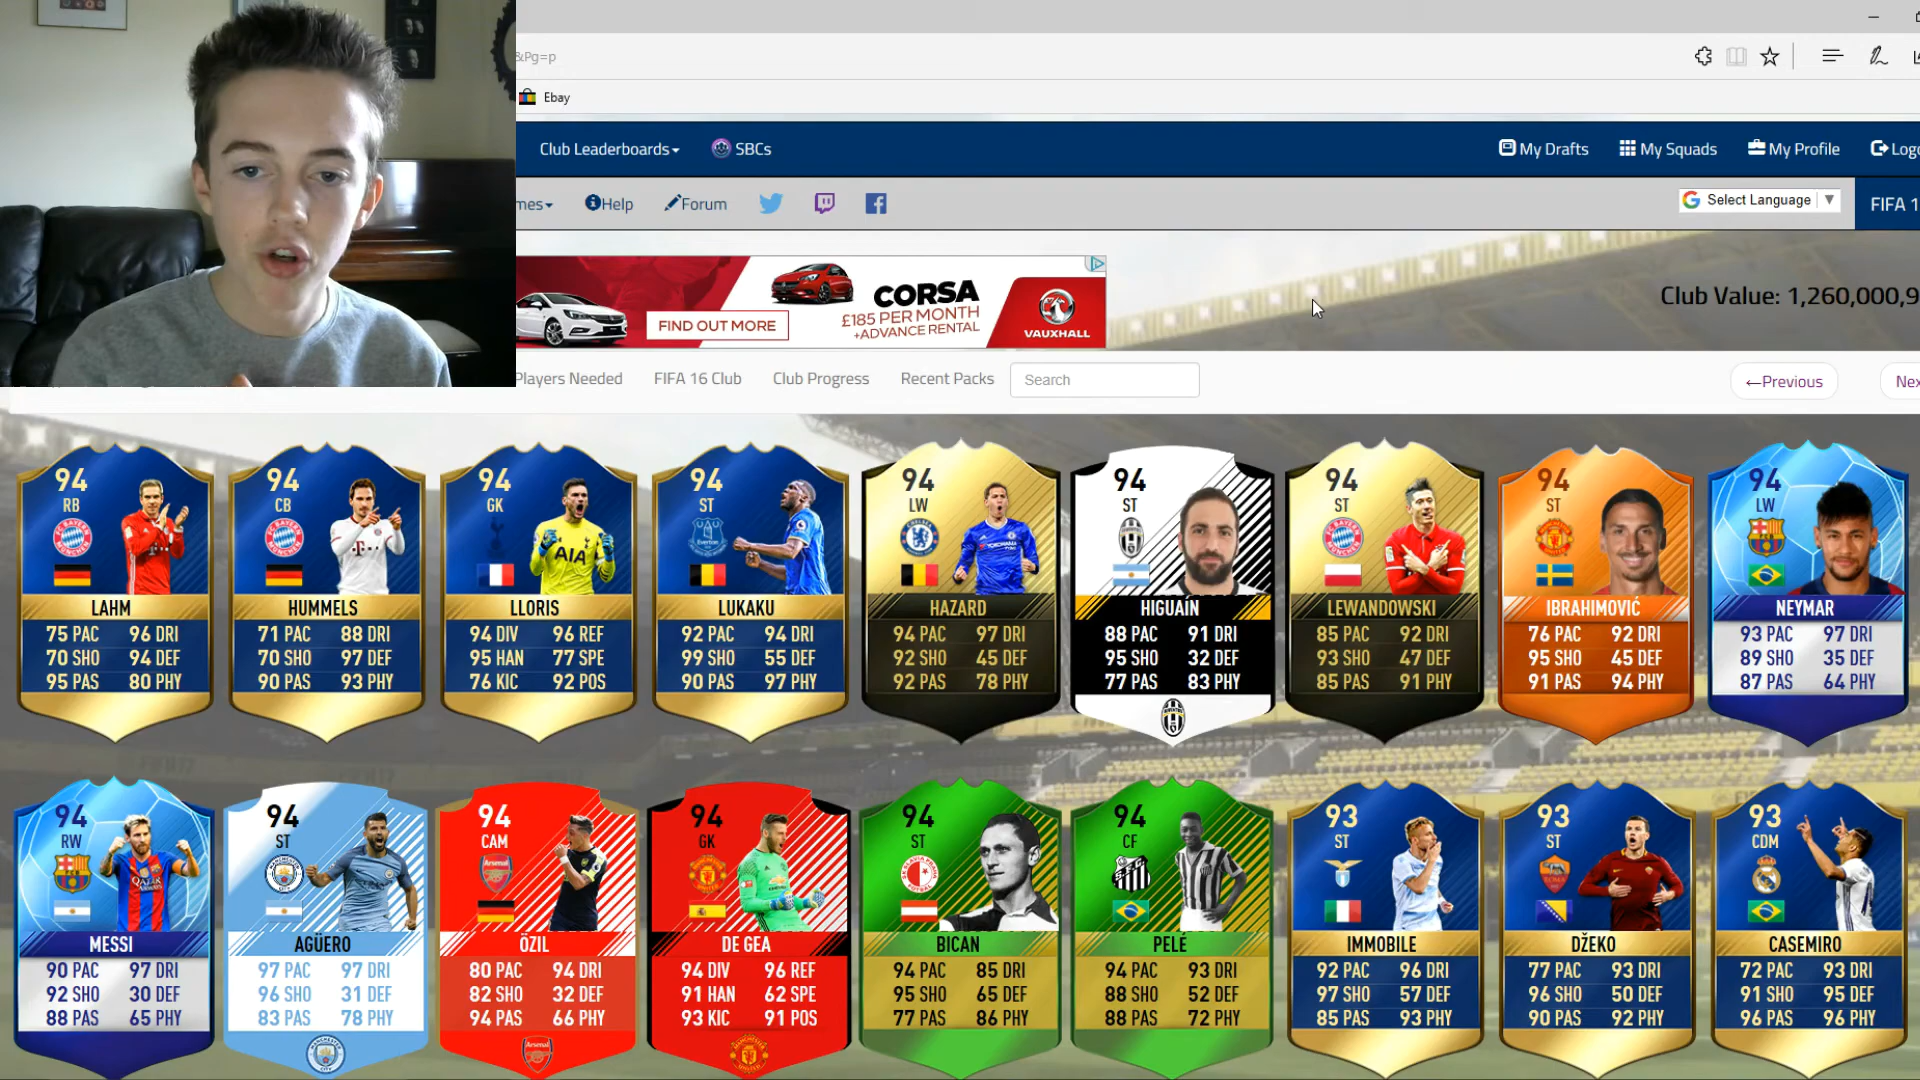 &Pg=p
Ebay
Club Leaderboards
SBCs
My Drafts
My Squads
My Profile
Logo
mes
Help
Forum
Select Language
FIFA 1
FIND OUT MORE
CORSA
£185 PER MONTH
+ADVANCE RENTAL
VAUXHALL
Club Value: 1,260,000,9
Players Needed
FIFA 16 Club
Club Progress
Recent Packs
Search
←Previous
Nex
94
RB
LAHM
75 PAC 96 DRI
70 SHO 94 DEF
95 PAS 80 PHY
94
CB
HUMMELS
71 PAC 88 DRI
70 SHO 97 DEF
90 PAS 93 PHY
94
GK
AIA
LLORIS
94 DIV 96 REF
95 HAN 77 SPE
76 KIC 92 POS
94
ST
Everton
LUKAKU
92 PAC 94 DRI
99 SHO 55 DEF
90 PAS 97 PHY
94
LW
HAZARD
94 PAC 97 DRI
92 SHO 45 DEF
92 PAS 78 PHY
94
ST
HIGUAÍN
88 PAC 91 DRI
95 SHO 32 DEF
77 PAS 83 PHY
94
ST
LEWANDOWSKI
85 PAC 92 DRI
93 SHO 47 DEF
85 PAS 91 PHY
94
ST
IBRAHIMOVIĆ
76 PAC 92 DRI
95 SHO 45 DEF
91 PAS 94 PHY
94
LW
NEYMAR
93 PAC 97 DRI
89 SHO 35 DEF
87 PAS 64 PHY
94
RW
MESSI
90 PAC 97 DRI
92 SHO 30 DEF
88 PAS 65 PHY
94
ST
AGÜERO
97 PAC 97 DRI
96 SHO 31 DEF
83 PAS 78 PHY
94
CAM
Arsenal
ÖZIL
80 PAC 94 DRI
82 SHO 32 DEF
94 PAS 66 PHY
Arsenal
94
GK
DE GEA
94 DIV 96 REF
91 HAN 62 SPE
93 KIC 91 POS
94
ST
BICAN
94 PAC 85 DRI
95 SHO 65 DEF
77 PAS 86 PHY
94
CF
PELÉ
94 PAC 93 DRI
88 SHO 52 DEF
88 PAS 72 PHY
93
ST
IMMOBILE
92 PAC 96 DRI
97 SHO 57 DEF
85 PAS 93 PHY
93
ST
DŽEKO
77 PAC 93 DRI
96 SHO 50 DEF
90 PAS 92 PHY
93
CDM
CASEMIRO
72 PAC 93 DRI
91 SHO 95 DEF
96 PAS 96 PHY